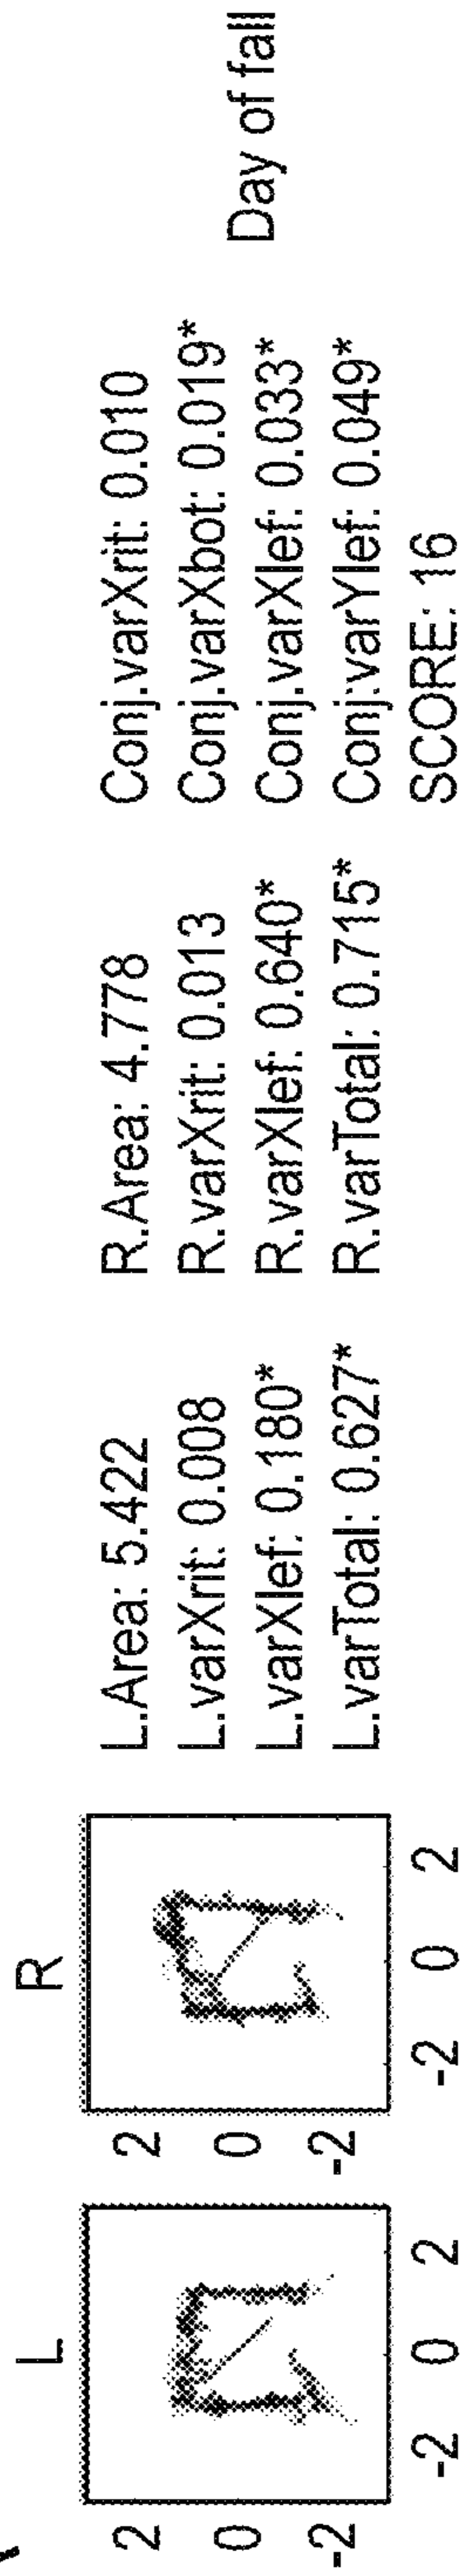 L
R
2
0
-2
-2 0 2
2
0
-2
-2 0 2
L.Area: 5.422
L.varXrit: 0.008
L.varXlef: 0.180*
L.varTotal: 0.627*
R.Area: 4.778
R.varXrit: 0.013
R.varXlef: 0.640*
R.varTotal: 0.715*
Conj.varXrit: 0.010
Conj.varXbot: 0.019*
Conj.varXlef: 0.033*
Conj.varYlef: 0.049*
SCORE: 16
Day of fall